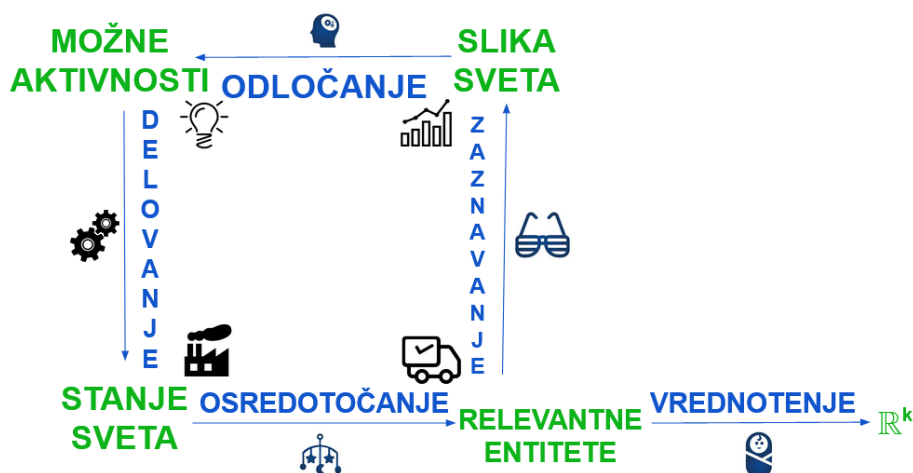 MOŽNE
AKTIVNOSTI
ODLOČANJE
SLIKA
SVETA
DELOVANJE
ZAZNAVANJE
STANJE
SVETA
OSREDOTOČANJE
RELEVANTNE
ENTITETE
VREDNOTENJE
ℝᵏ